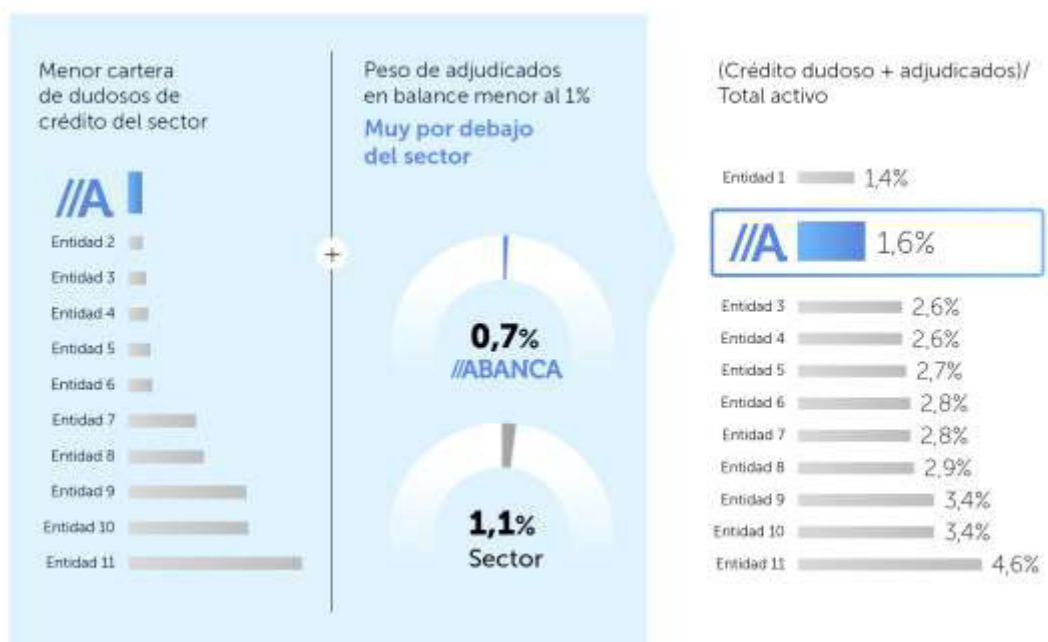 Menor cartera
de dudosos de
crédito del sector
//A
Entidad 2
Entidad 3
Entidad 4
Entidad 5
Entidad 6
Entidad 7
Entidad 8
Entidad 9
Entidad 10
Entidad 11
+
Peso de adjudicados
en balance menor al 1%
Muy por debajo
del sector
0,7%
//ABANCA
1,1%
Sector
(Crédito dudoso + adjudicados)/
Total activo
Entidad 1 1,4%
//A 1,6%
Entidad 3 2,6%
Entidad 4 2,6%
Entidad 5 2,7%
Entidad 6 2,8%
Entidad 7 2,8%
Entidad 8 2,9%
Entidad 9 3,4%
Entidad 10 3,4%
Entidad 11 4,6%